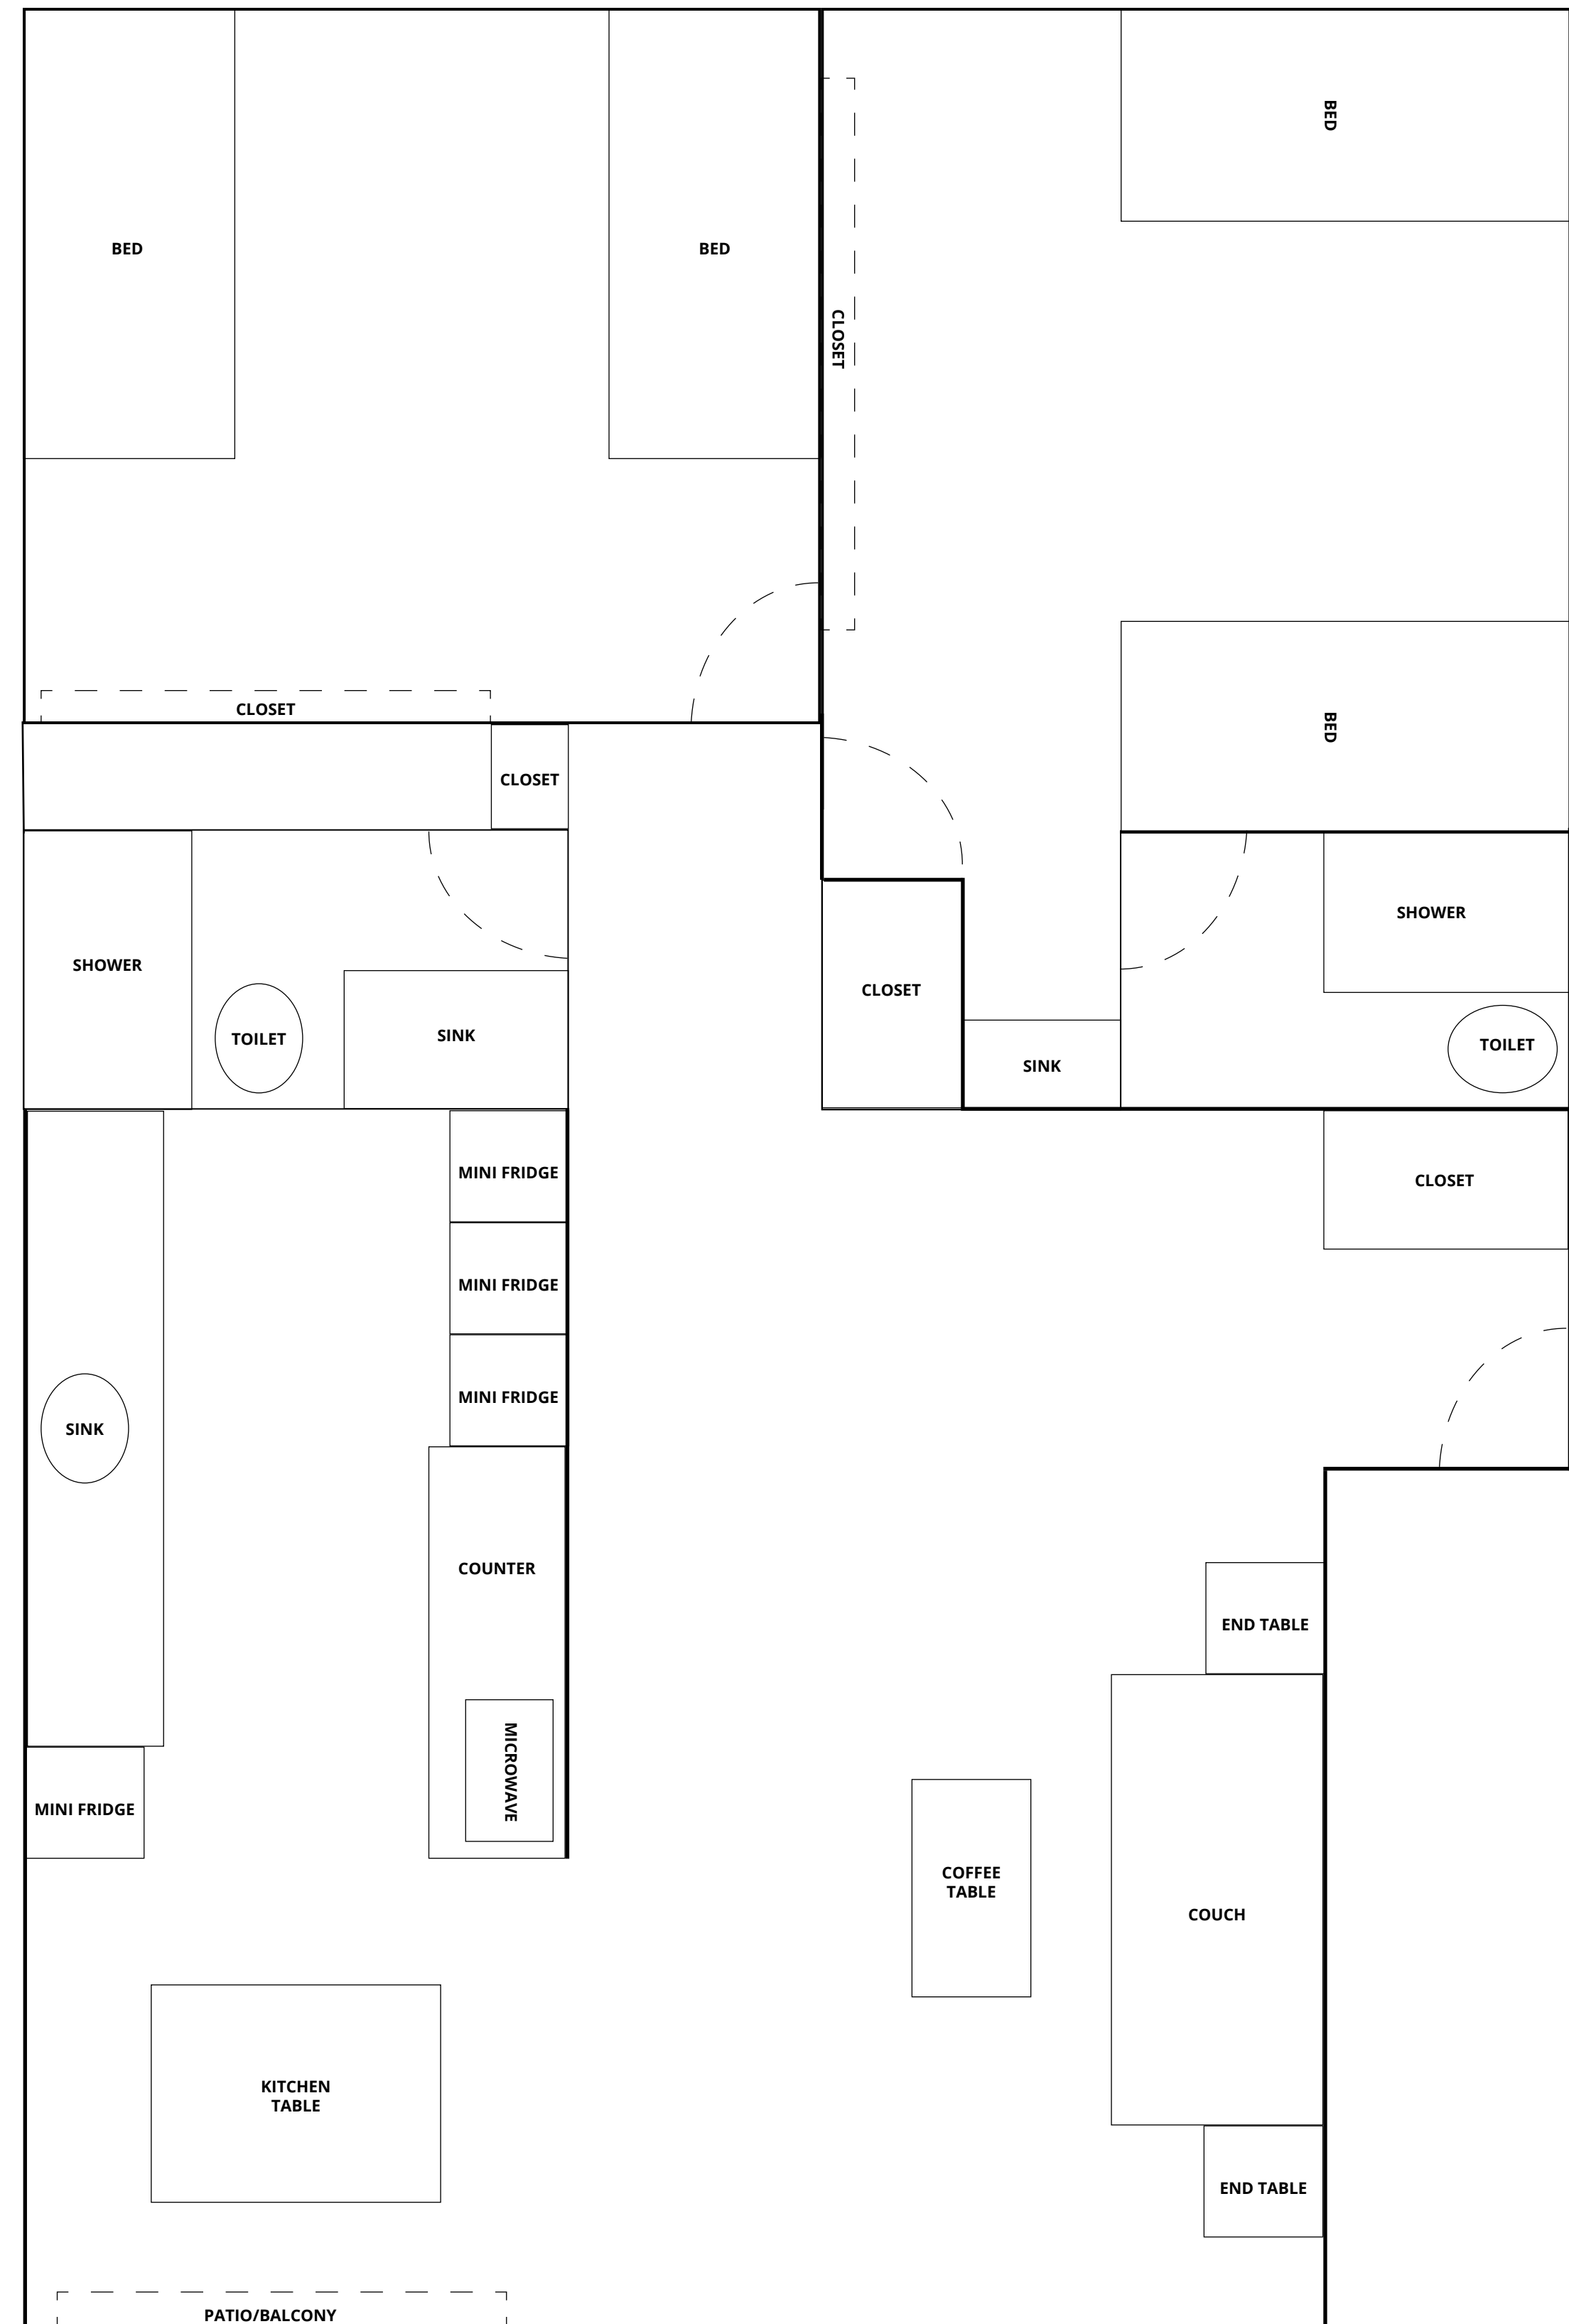 BED
BED
BED
CLOSET
CLOSET
BED
CLOSET
SHOWER
SHOWER
CLOSET
TOILET
SINK
TOILET
SINK
MINI FRIDGE
CLOSET
MINI FRIDGE
MINI FRIDGE
SINK
COUNTER
END TABLE
MICROWAVE
MINI FRIDGE
COFFEE
TABLE
COUCH
KITCHEN
TABLE
END TABLE
PATIO/BALCONY